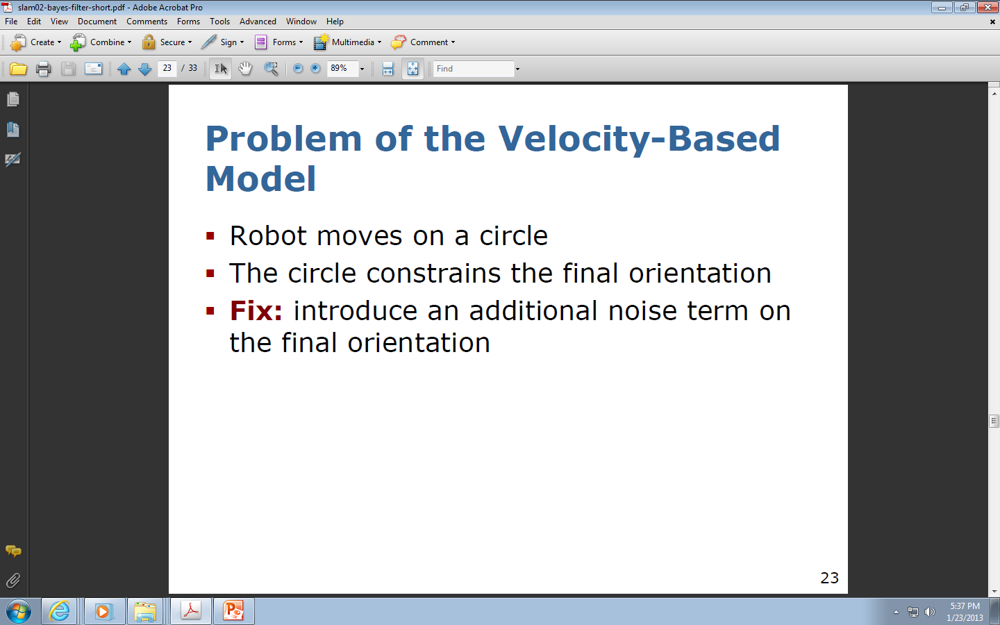 slam02-bayes-filter-short.pdf - Adobe Acrobat Pro
File Edit View Document Comments Forms Tools Advanced Window Help
Create Combine Secure Sign Forms Multimedia Comment
23 / 33 89% Find
Problem of the Velocity-Based
Model
Robot moves on a circle
The circle constrains the final orientation
Fix: introduce an additional noise term on
the final orientation
23
5:37 PM
1/23/2013